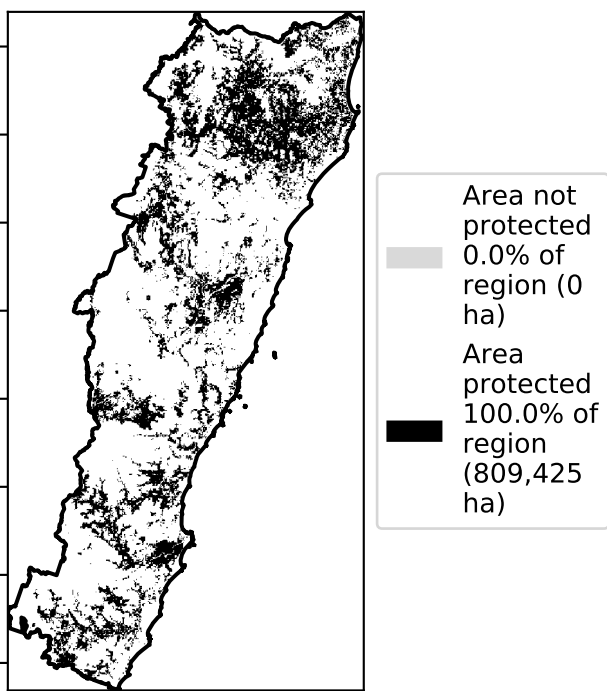 Area not
protected
0.0% of
region (0
ha)
Area
protected
100.0% of
region
(809,425
ha)